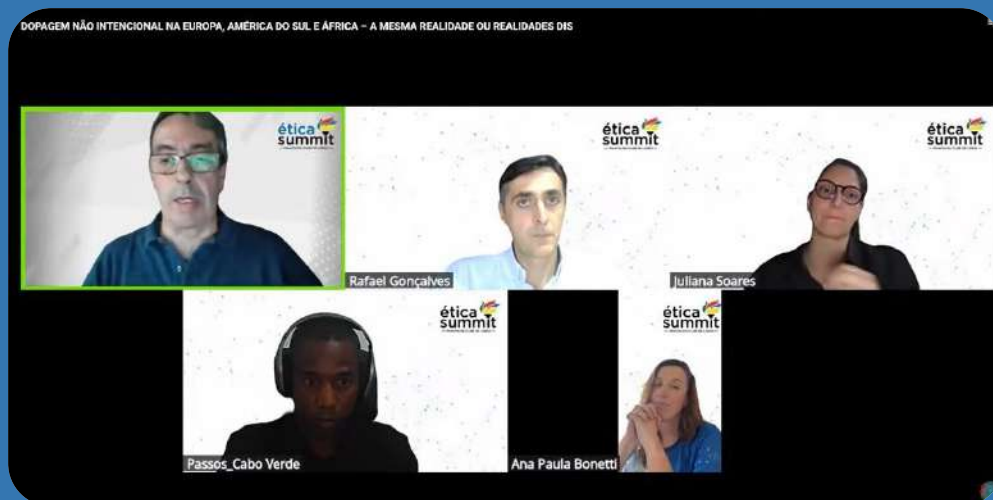 DOPAGEM NÃO INTENCIONAL NA EUROPA, AMÉRICA DO SUL E ÁFRICA – A MESMA REALIDADE OU REALIDADES DIS
ética
summit
ética
summit
ética
summit
Rafael Gonçalves
Juliana Soares
ética
summit
ética
summit
Passos_Cabo Verde
Ana Paula Bonetti